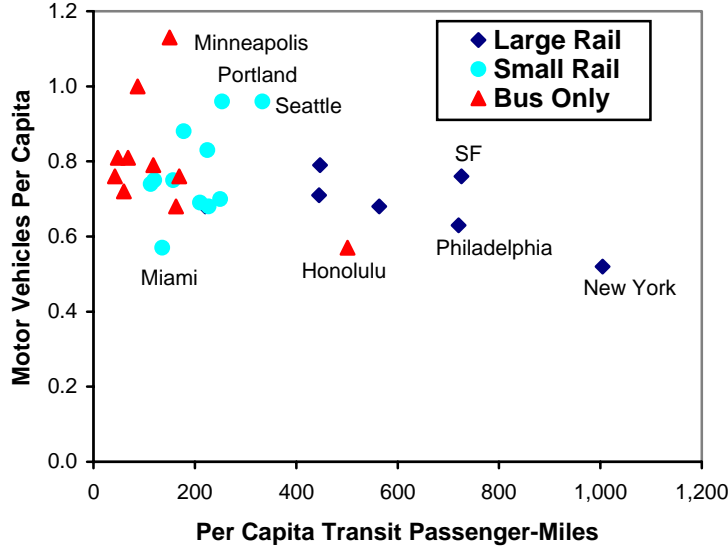 Motor Vehicles Per Capita
1.2
1.0
0.8
0.6
0.4
0.2
0.0
Large Rail
Small Rail
Bus Only
Minneapolis
Portland
Seattle
SF
Miami
Honolulu
Philadelphia
New York
0 200 400 600 800 1,000 1,200
Per Capita Transit Passenger-Miles